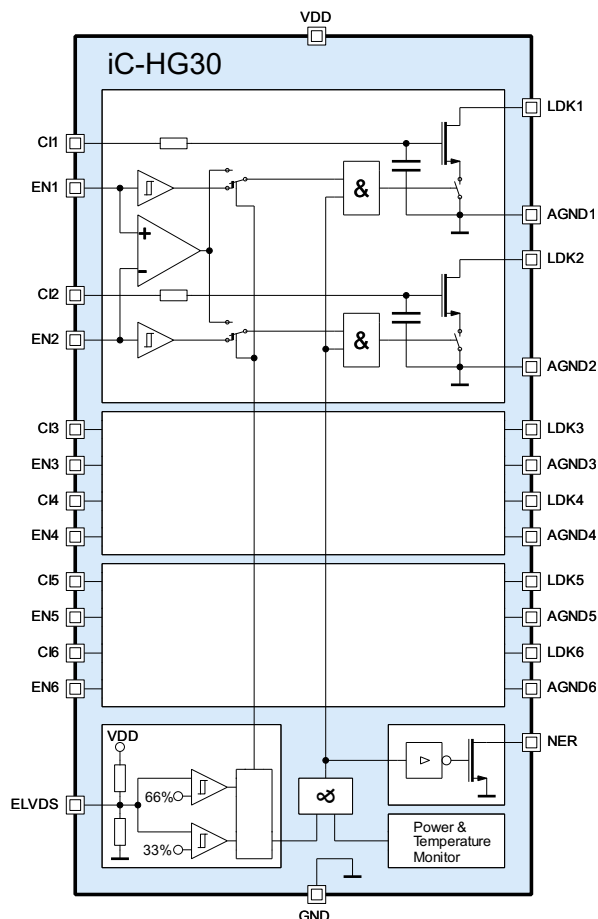 VDD
iC-HG30
LDK1
CI1
EN1
&
AGND1
+
-
LDK2
CI2
EN2
&
AGND2
CI3
LDK3
EN3
AGND3
CI4
LDK4
EN4
AGND4
CI5
LDK5
EN5
AGND5
CI6
LDK6
EN6
AGND6
VDD
NER
66%
&
ELVDS
33%
Power &
Temperature
Monitor
GND